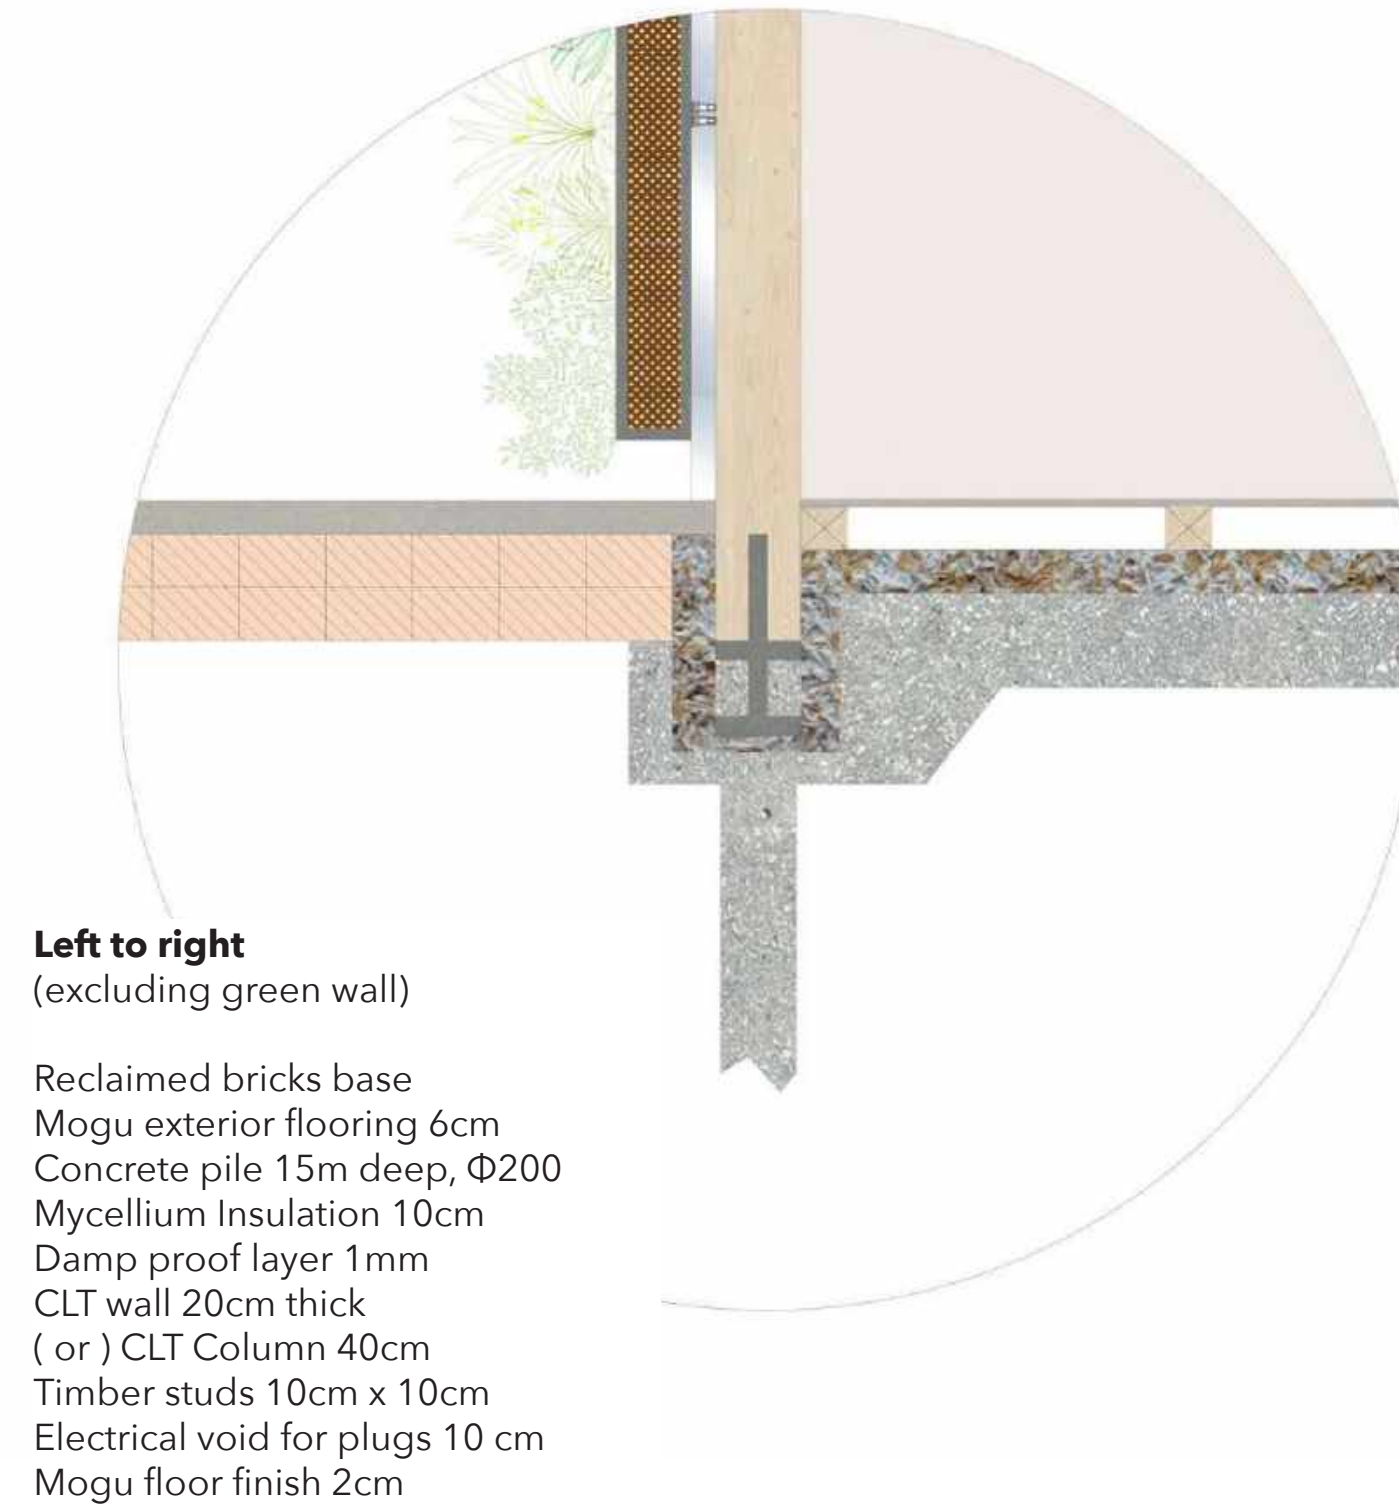 Left to right
(excluding green wall)
Reclaimed bricks base
Mogu exterior flooring 6cm
Concrete pile 15m deep, Φ200
Mycellium Insulation 10cm
Damp proof layer 1mm
CLT wall 20cm thick
( or ) CLT Column 40cm
Timber studs 10cm x 10cm
Electrical void for plugs 10 cm
Mogu floor finish 2cm